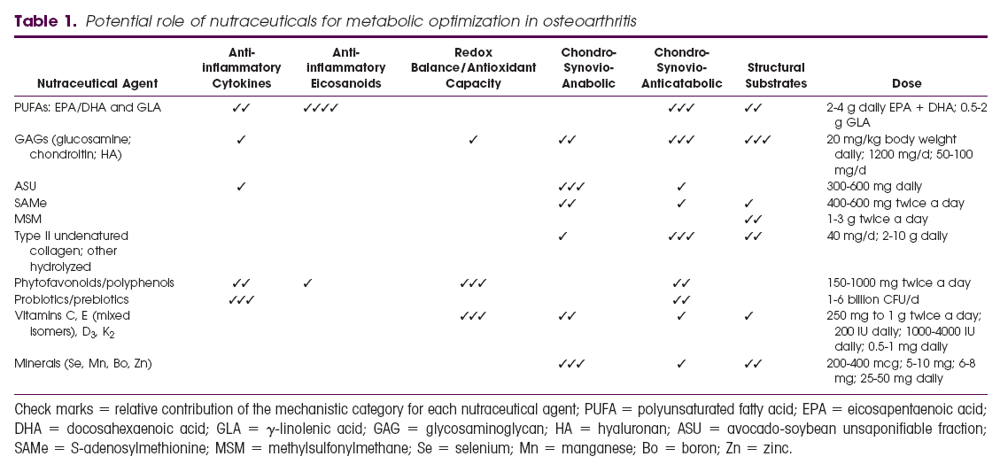 Table 1. Potential role of nutraceuticals for metabolic optimization in osteoarthritis
Nutraceutical Agent Anti-inflammatory Cytokines Anti-inflammatory Eicosanoids Redox Balance/Antioxidant Capacity Chondro-Synovio-Anabolic Chondro-Synovio-Anticatabolic Structural Substrates Dose
PUFAs: EPA/DHA and GLA ✓✓ ✓✓✓✓ ✓✓✓ ✓✓ 2-4 g daily EPA + DHA; 0.5-2
g GLA
GAGs (glucosamine; ✓ ✓ ✓✓ ✓✓✓ ✓✓✓ 20 mg/kg body weight
chondroitin; HA) daily; 1200 mg/d; 50-100
mg/d
ASU ✓ ✓✓✓ ✓ 300-600 mg daily
SAMe ✓✓ ✓ ✓ 400-600 mg twice a day
MSM ✓✓ 1-3 g twice a day
Type II undenatured ✓ ✓✓✓ ✓✓ 40 mg/d; 2-10 g daily
collagen; other
hydrolyzed
Phytofavonoids/polyphenols ✓✓ ✓ ✓✓✓ ✓✓ 150-1000 mg twice a day
Probiotics/prebiotics ✓✓✓ ✓✓ 1-6 billion CFU/d
Vitamins C, E (mixed ✓✓✓ ✓✓ ✓ ✓ 250 mg to 1 g twice a day;
isomers), D3, K2 200 IU daily; 1000-4000 IU
daily; 0.5-1 mg daily
Minerals (Se, Mn, Bo, Zn) ✓✓✓ ✓ ✓✓ 200-400 mcg; 5-10 mg; 6-8
mg; 25-50 mg daily
Check marks = relative contribution of the mechanistic category for each nutraceutical agent; PUFA = polyunsaturated fatty acid; EPA = eicosapentaenoic acid;
DHA = docosahexaenoic acid; GLA = γ-linolenic acid; GAG = glycosaminoglycan; HA = hyaluronan; ASU = avocado-soybean unsaponifiable fraction;
SAMe = S-adenosylmethionine; MSM = methylsulfonylmethane; Se = selenium; Mn = manganese; Bo = boron; Zn = zinc.